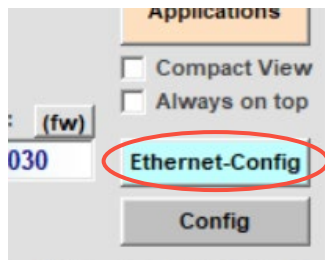 Applications
Compact View
Always on top
: (fw)
030 Ethernet-Config
Config